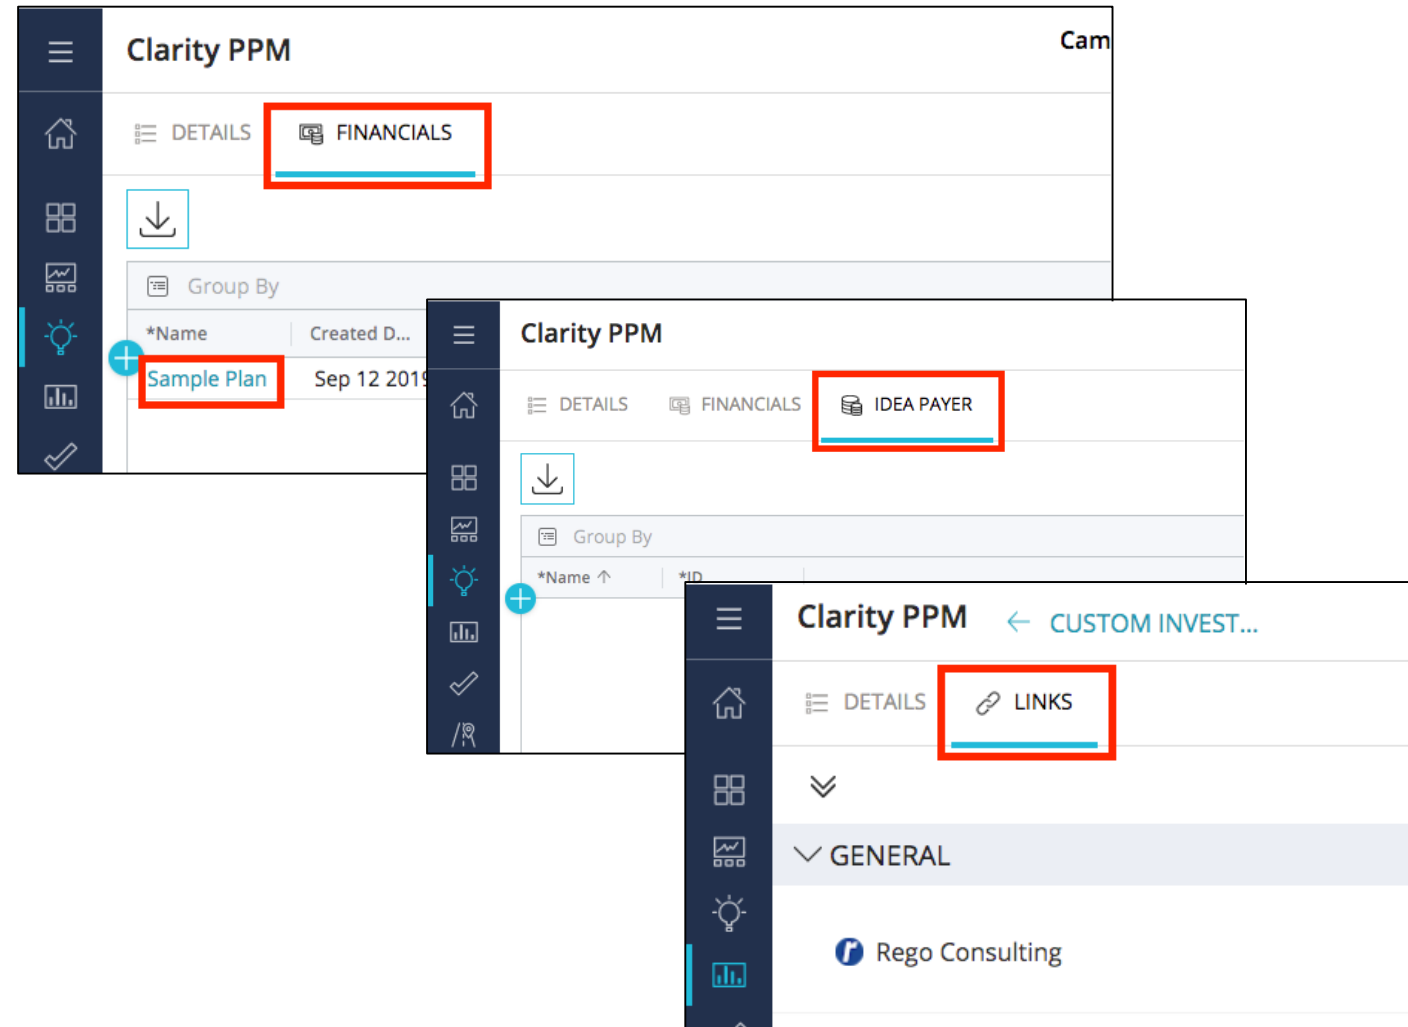 Clarity PPM
Cam
DETAILS
FINANCIALS
Group By
*Name
Created D...
Sample Plan
Sep 12 2019
Clarity PPM
DETAILS
FINANCIALS
IDEA PAYER
Group By
*Name
*ID
Clarity PPM
CUSTOM INVEST...
DETAILS
LINKS
GENERAL
Rego Consulting